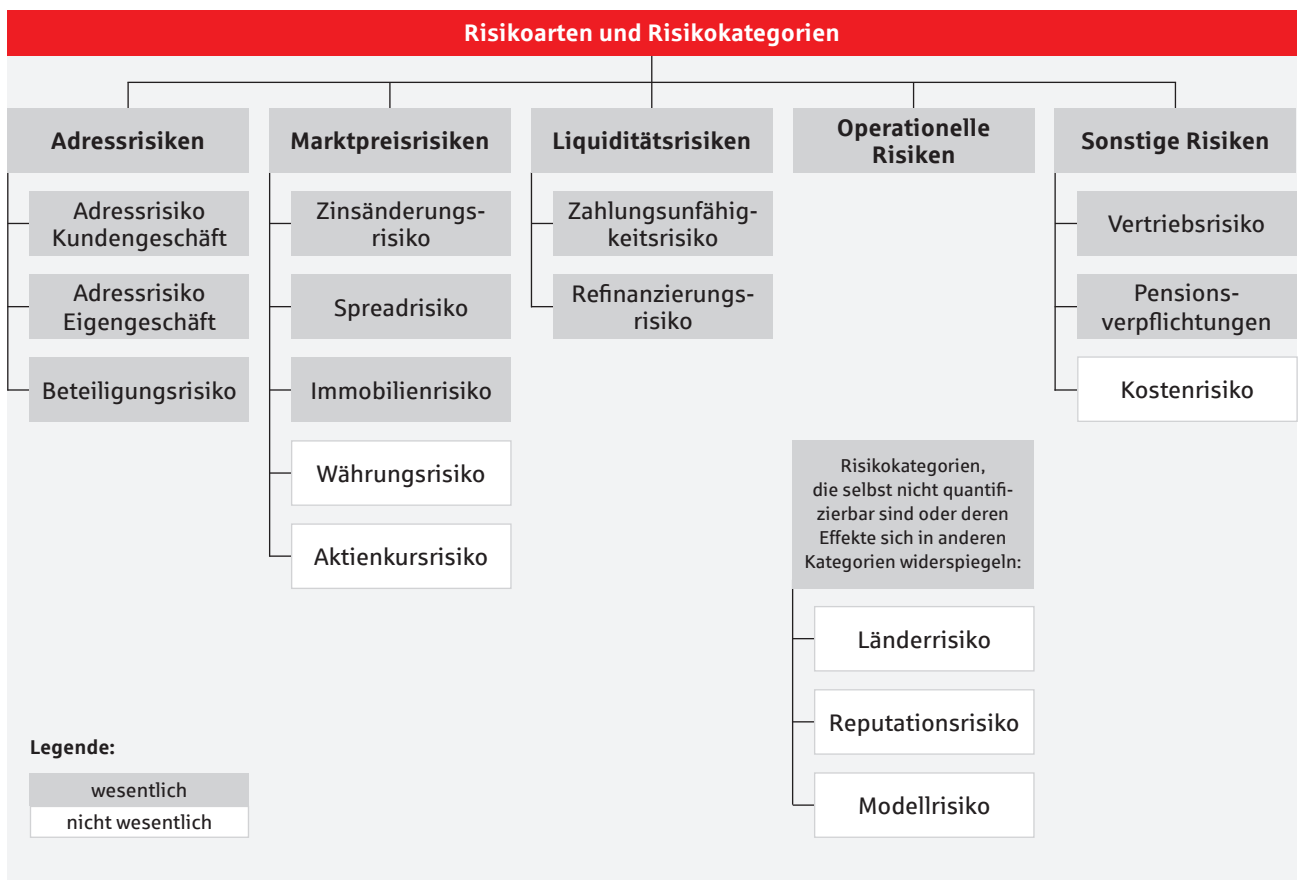 Risikoarten und Risikokategorien
Adressrisiken
Adressrisiko
Kundengeschäft
Adressrisiko
Eigengeschäft
Beteiligungsrisiko
Marktpreisrisiken
Zinsänderungs-
risiko
Spreadrisiko
Immobilienrisiko
Währungsrisiko
Aktienkursrisiko
Liquiditätsrisiken
Zahlungsunfähig-
keitsrisiko
Refinanzierungs-
risiko
Operationelle
Risiken
Sonstige Risiken
Vertriebsrisiko
Pensions-
verpflichtungen
Kostenrisiko
Risikokategorien,
die selbst nicht quantifi-
zierbar sind oder deren
Effekte sich in anderen
Kategorien widerspiegeln:
Länderrisiko
Reputationsrisiko
Modellrisiko
Legende:
wesentlich
nicht wesentlich